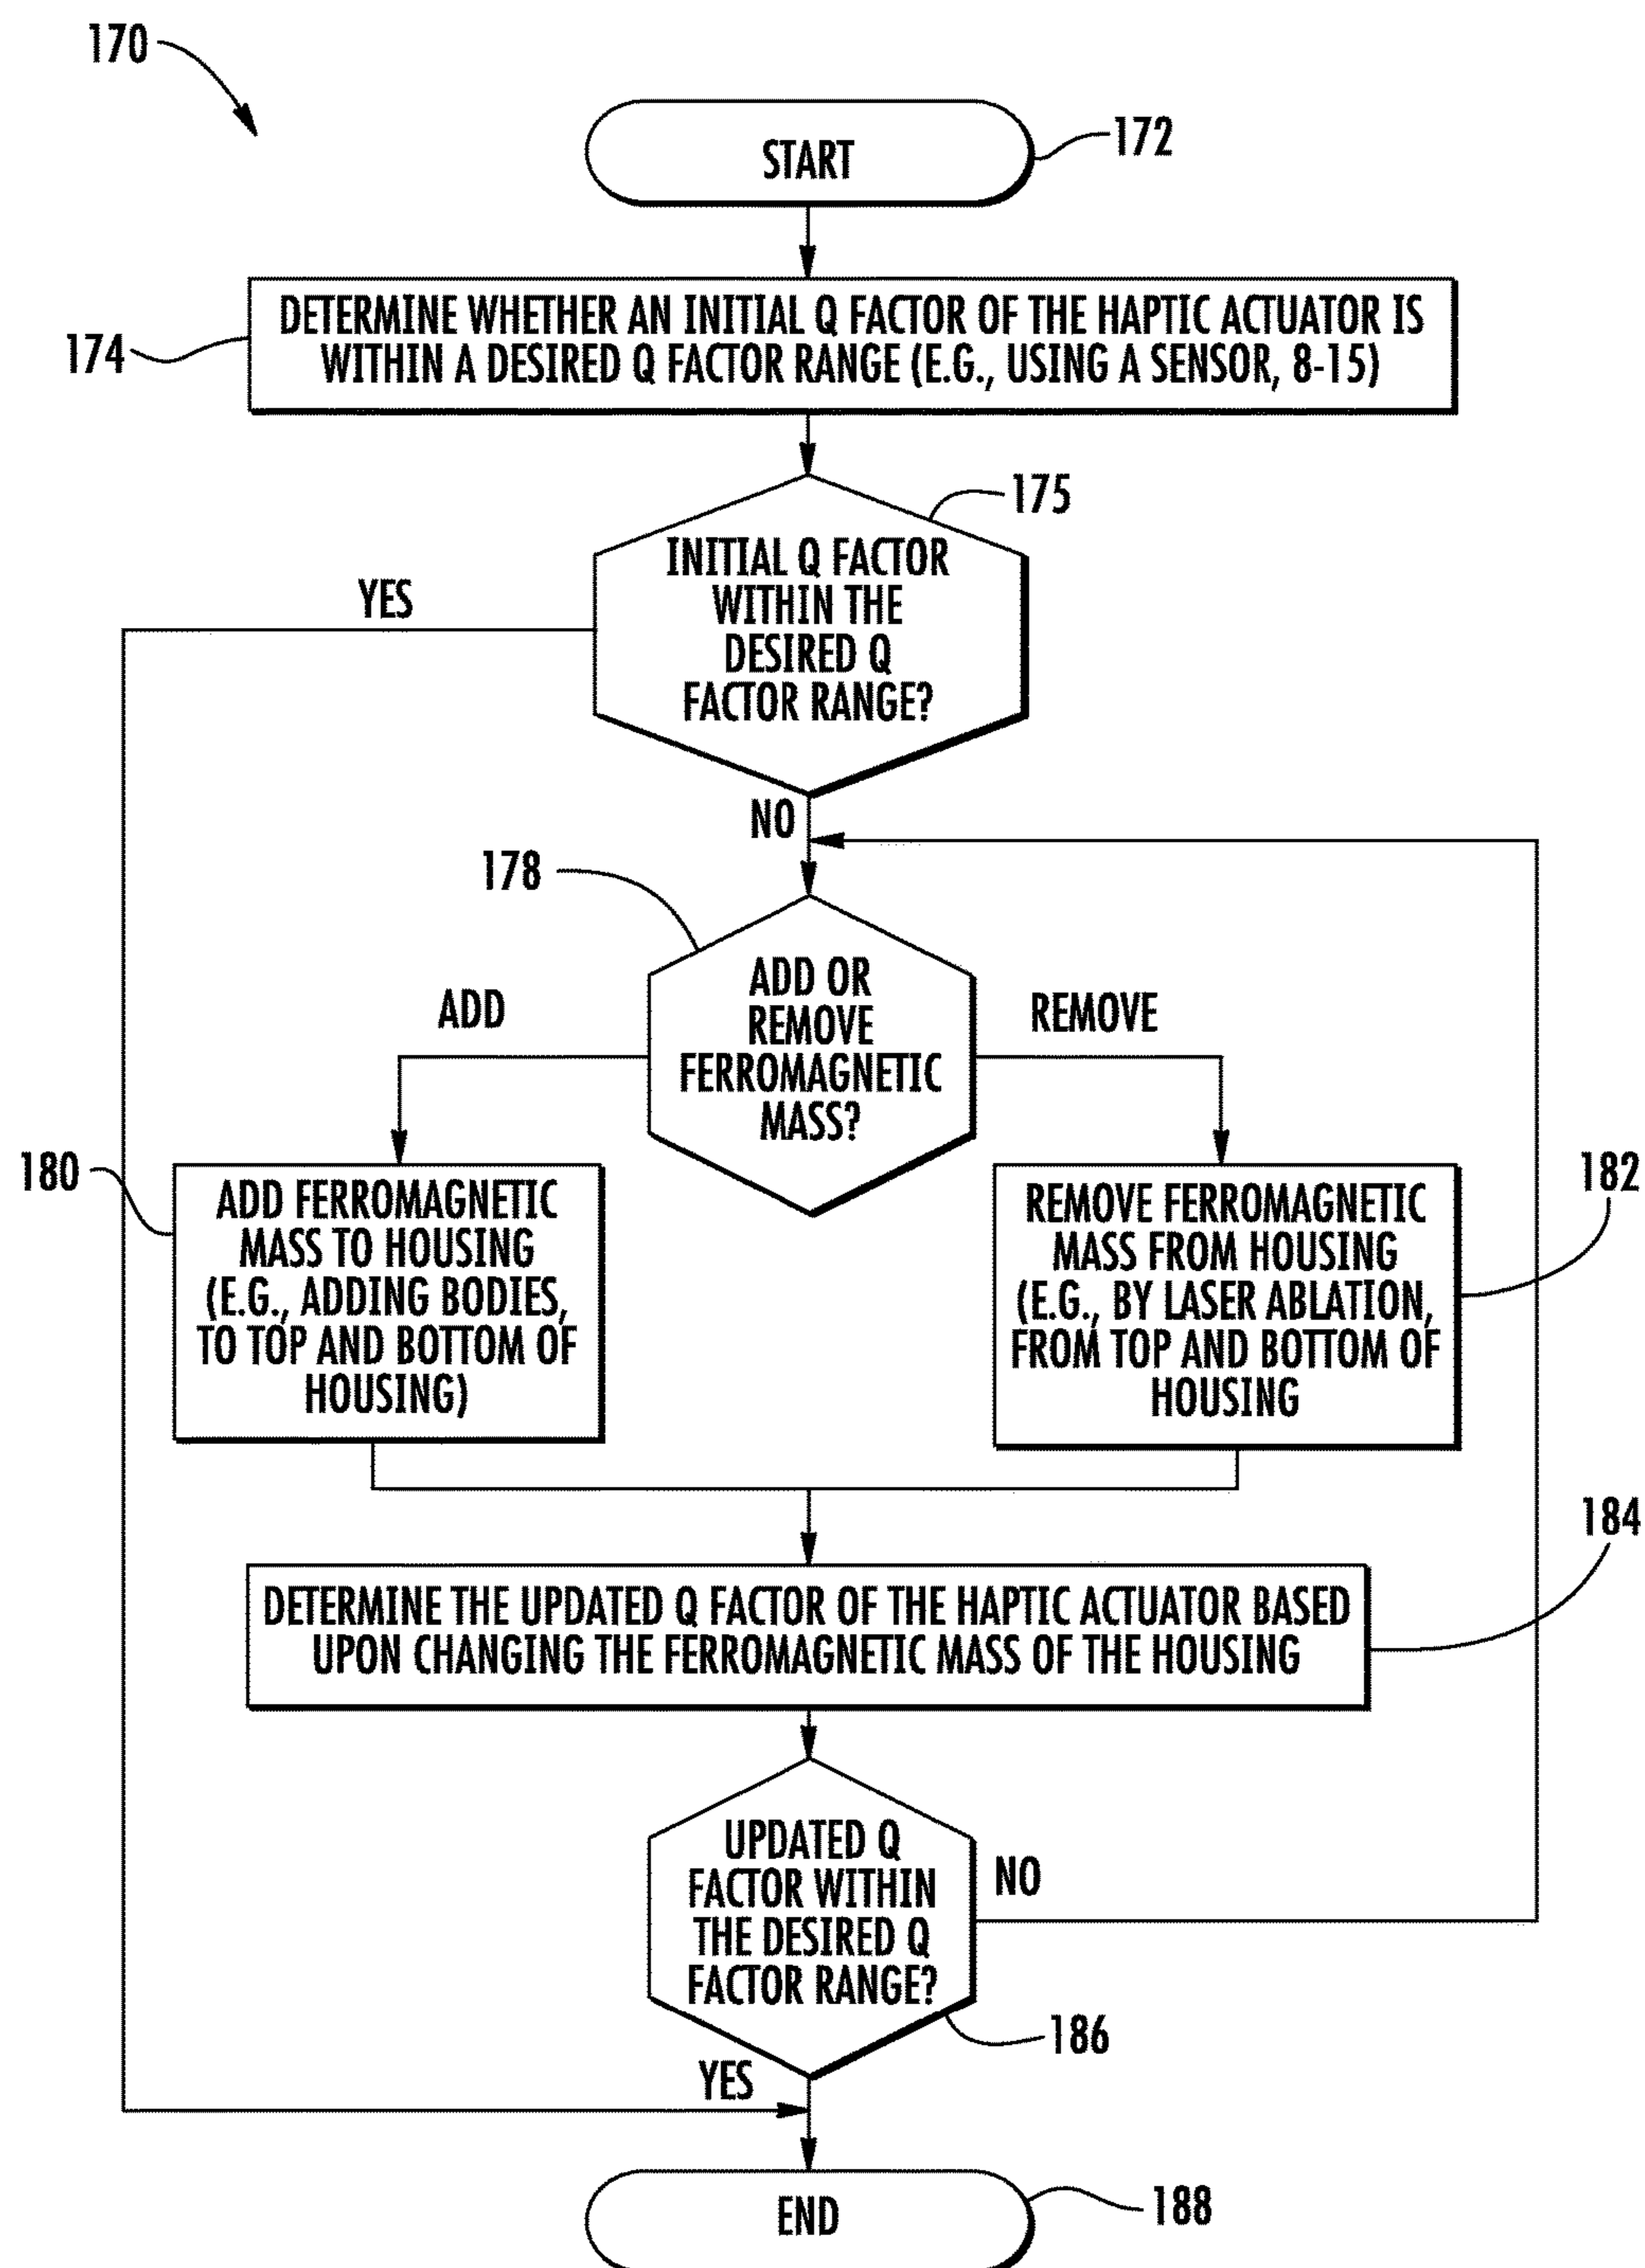 170
START
172
DETERMINE WHETHER AN INITIAL Q FACTOR OF THE HAPTIC ACTUATOR IS
WITHIN A DESIRED Q FACTOR RANGE (E.G., USING A SENSOR, 8-15)
174
175
INITIAL Q FACTOR
WITHIN THE
DESIRED Q
FACTOR RANGE?
YES
NO
178
ADD OR
REMOVE
FERROMAGNETIC
MASS?
ADD
REMOVE
180
ADD FERROMAGNETIC
MASS TO HOUSING
(E.G., ADDING BODIES,
TO TOP AND BOTTOM OF
HOUSING)
182
REMOVE FERROMAGNETIC
MASS FROM HOUSING
(E.G., BY LASER ABLATION,
FROM TOP AND BOTTOM OF
HOUSING
184
DETERMINE THE UPDATED Q FACTOR OF THE HAPTIC ACTUATOR BASED
UPON CHANGING THE FERROMAGNETIC MASS OF THE HOUSING
UPDATED Q
FACTOR WITHIN
THE DESIRED Q
FACTOR RANGE?
NO
186
YES
END
188